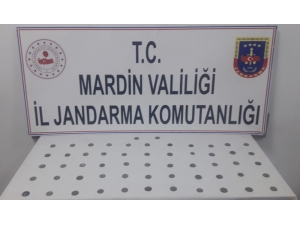 T.C.
MARDİN VALİLİĞİ
İL JANDARMA KOMUTANLIĞI